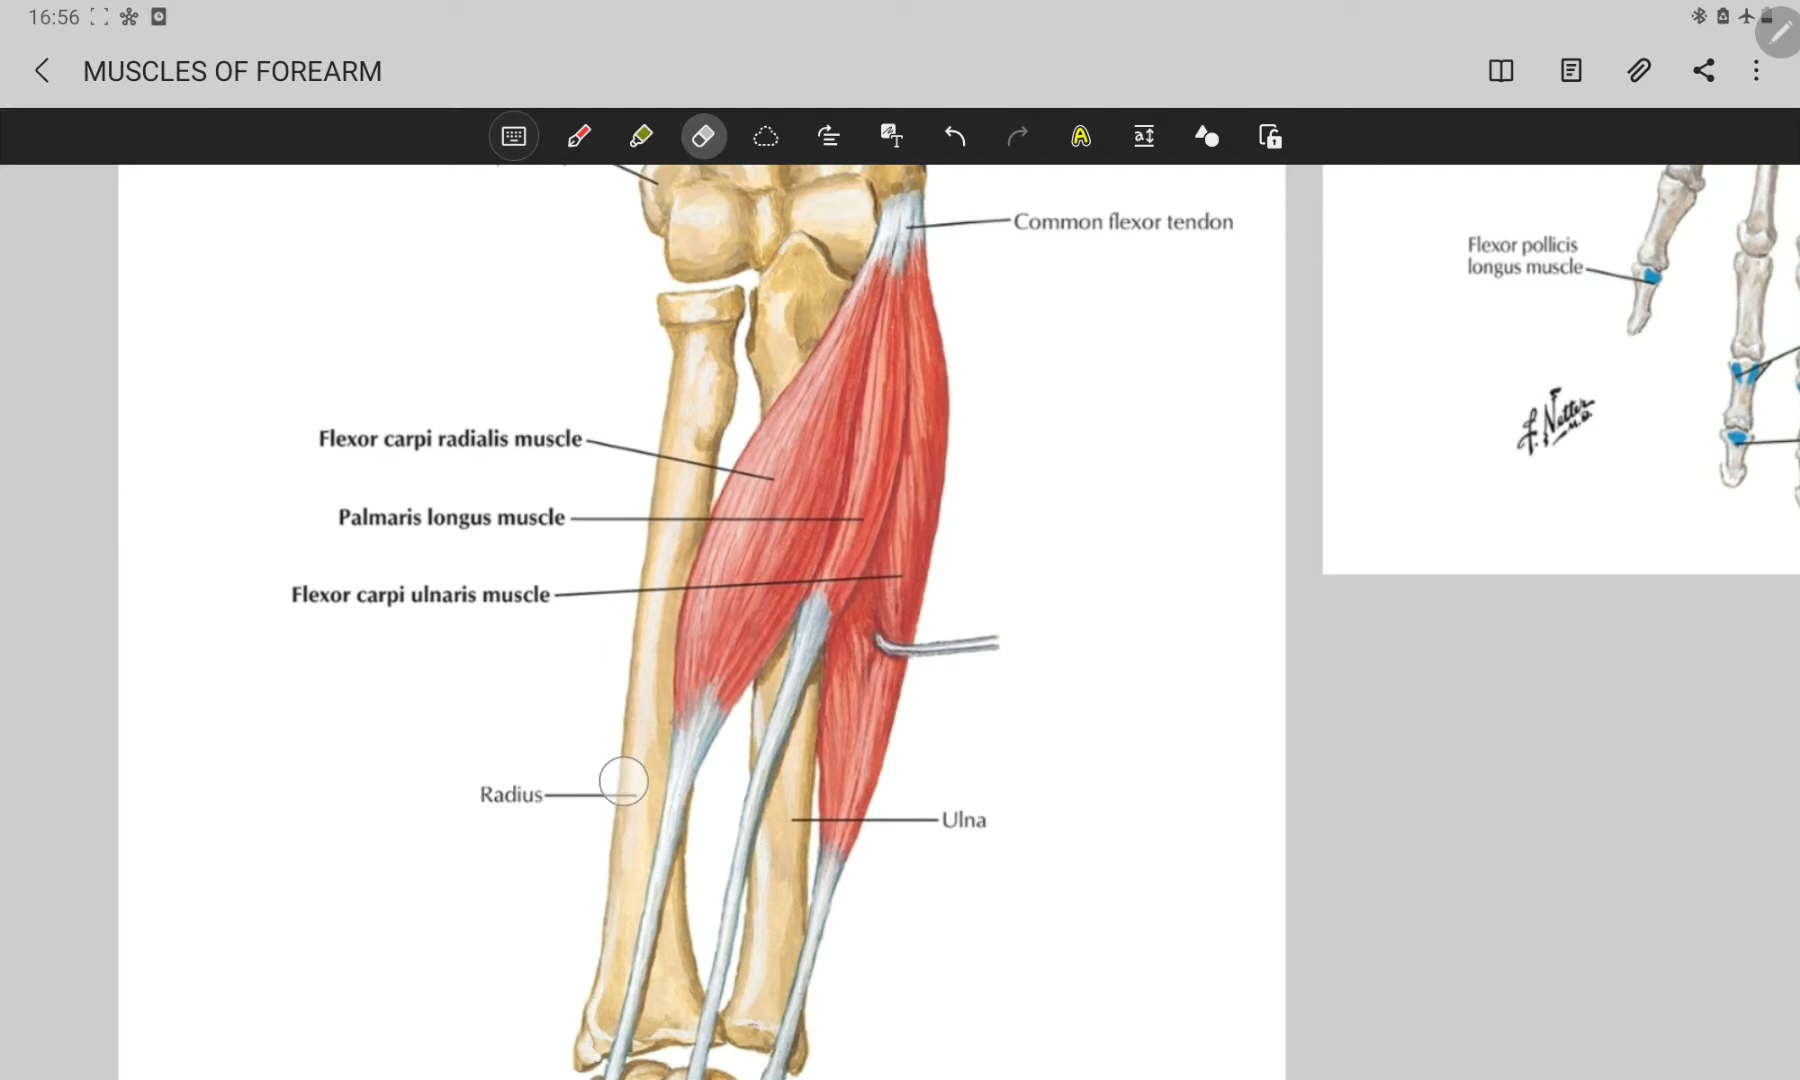 16:56
MUSCLES OF FOREARM
Common flexor tendon
Flexor carpi radialis muscle
Palmaris longus muscle
Flexor carpi ulnaris muscle
Radius
Ulna
Flexor pollicis
longus muscle
F. Netter
M.D.